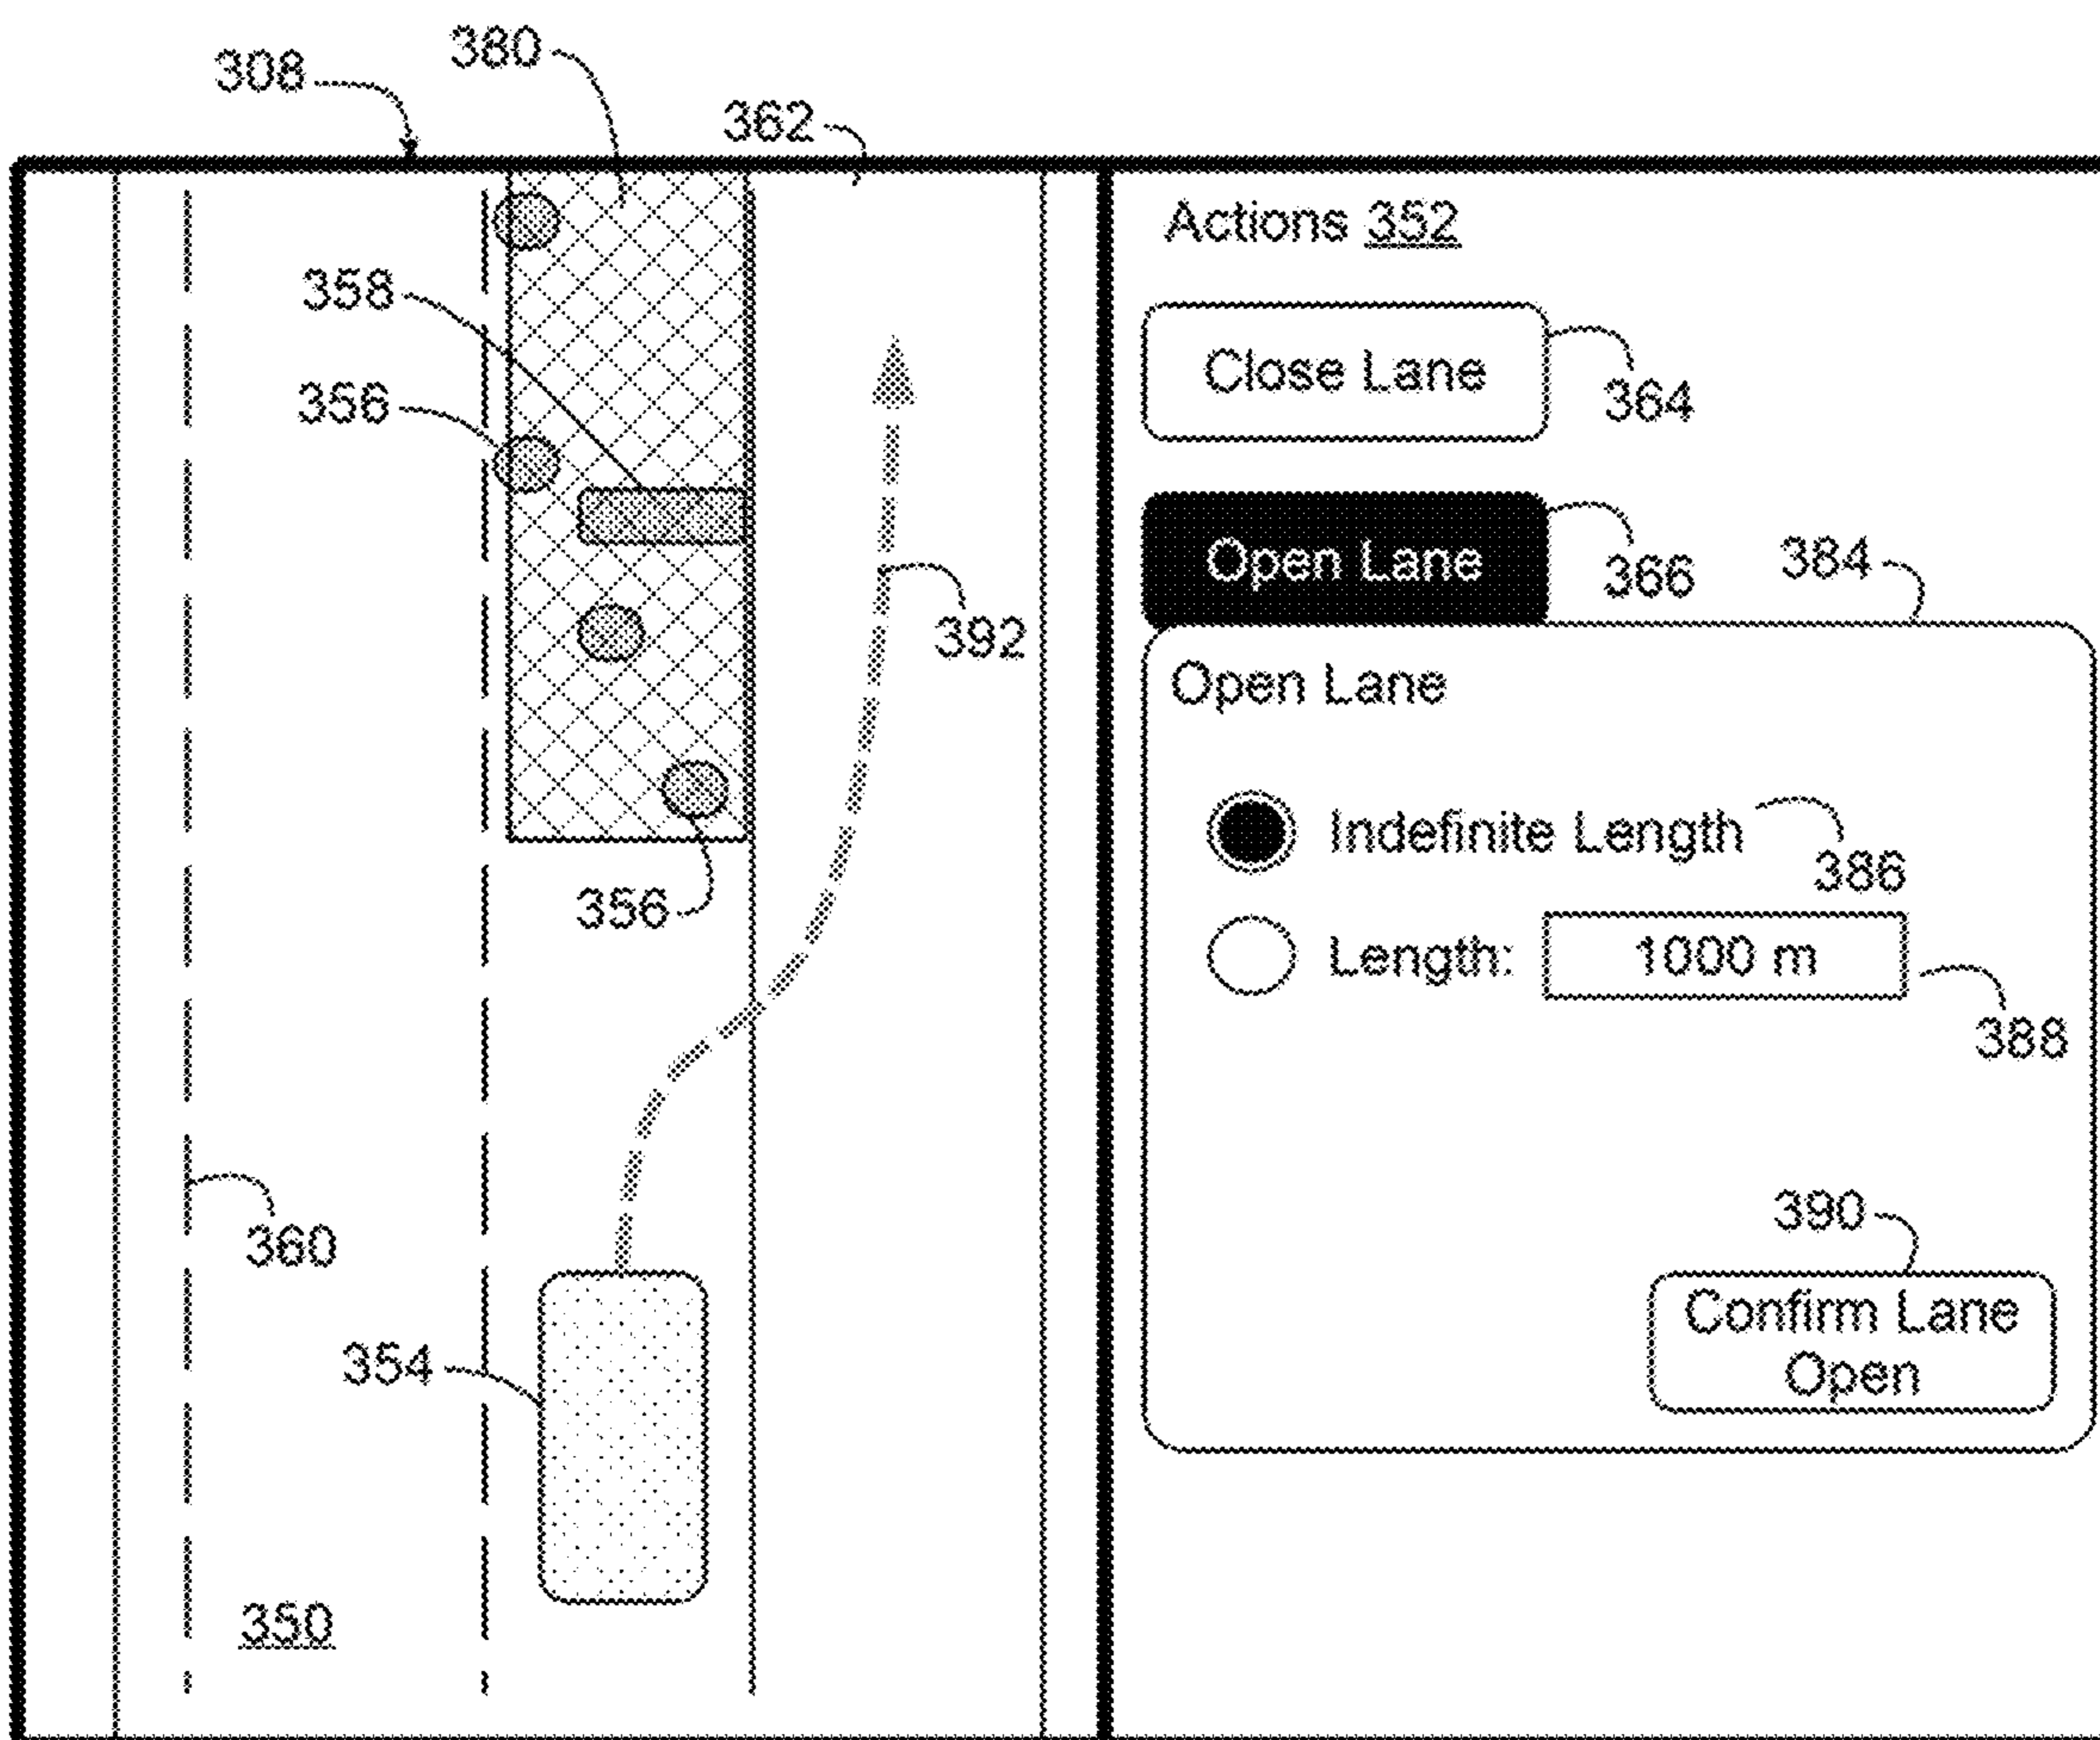 308
380
362
Actions 352
358
Close Lane
356
364
Open Lane
366
384
392
Open Lane
Indefinite Length
386
356
Length: 1000 m
388
390
360
Confirm Lane
Open
354
350